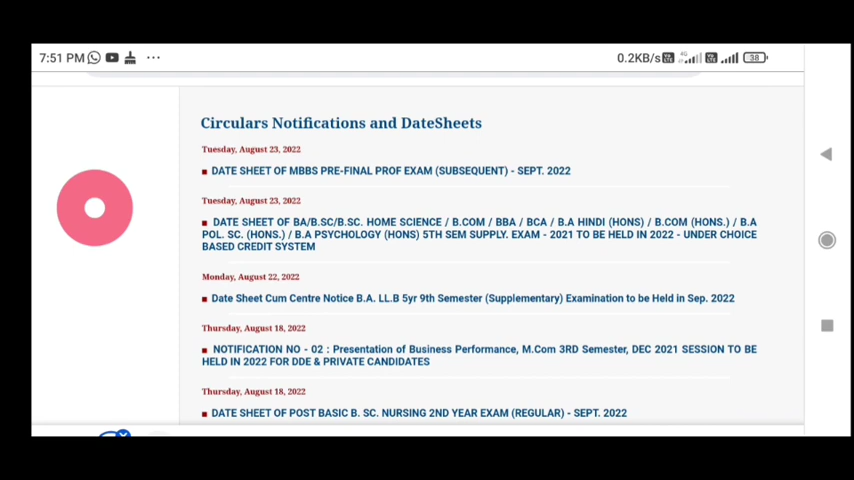 7:51 PM ... 0.2KB/s 4G 38
Circulars Notifications and DateSheets
Tuesday, August 23, 2022
DATE SHEET OF MBBS PRE-FINAL PROF EXAM (SUBSEQUENT) - SEPT. 2022
Tuesday, August 23, 2022
DATE SHEET OF BA/B.SC/B.SC. HOME SCIENCE / B.COM / BBA / BCA / B.A HINDI (HONS) / B.COM (HONS.) / B.A
POL. SC. (HONS.) / B.A PSYCHOLOGY (HONS) 5TH SEM SUPPLY. EXAM - 2021 TO BE HELD IN 2022 - UNDER CHOICE
BASED CREDIT SYSTEM
Monday, August 22, 2022
Date Sheet Cum Centre Notice B.A. LL.B 5yr 9th Semester (Supplementary) Examination to be Held in Sep. 2022
Thursday, August 18, 2022
NOTIFICATION NO - 02 : Presentation of Business Performance, M.Com 3RD Semester, DEC 2021 SESSION TO BE
HELD IN 2022 FOR DDE & PRIVATE CANDIDATES
Thursday, August 18, 2022
DATE SHEET OF POST BASIC B. SC. NURSING 2ND YEAR EXAM (REGULAR) - SEPT. 2022